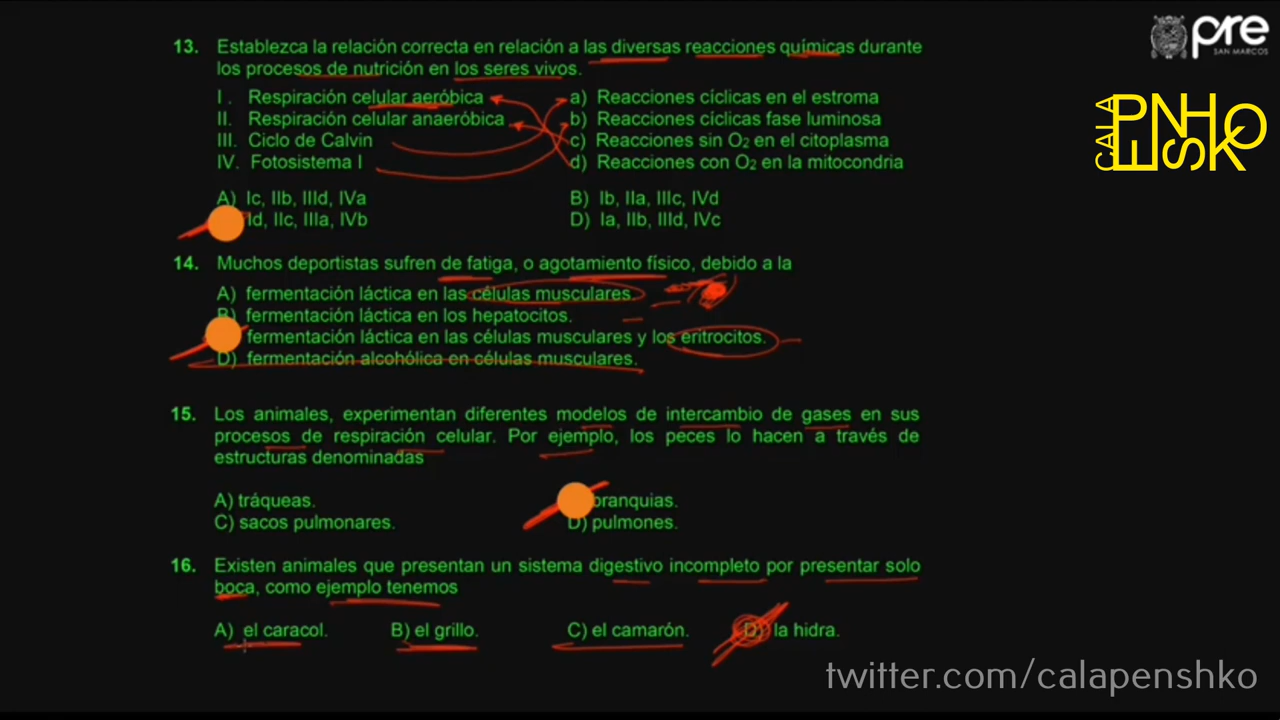 pre
SAN MARCOS
CALA
PENSHKO
13. Establezca la relación correcta en relación a las diversas reacciones químicas durante
los procesos de nutrición en los seres vivos.
I . Respiración celular aeróbica a) Reacciones cíclicas en el estroma
II. Respiración celular anaeróbica b) Reacciones cíclicas fase luminosa
III. Ciclo de Calvin c) Reacciones sin O2 en el citoplasma
IV. Fotosistema I d) Reacciones con O2 en la mitocondria
A) Ic, IIb, IIId, IVa B) Ib, IIa, IIIc, IVd
Id, IIc, IIIa, IVb D) Ia, IIb, IIId, IVc
14. Muchos deportistas sufren de fatiga, o agotamiento físico, debido a la
A) fermentación láctica en las células musculares.
B) fermentación láctica en los hepatocitos.
fermentación láctica en las células musculares y los eritrocitos.
D) fermentación alcohólica en células musculares.
15. Los animales, experimentan diferentes modelos de intercambio de gases en sus
procesos de respiración celular. Por ejemplo, los peces lo hacen a través de
estructuras denominadas
A) tráqueas. branquias.
C) sacos pulmonares. D) pulmones.
16. Existen animales que presentan un sistema digestivo incompleto por presentar solo
boca, como ejemplo tenemos
A) el caracol. B) el grillo. C) el camarón. D) la hidra.
twitter.com/calapenshko